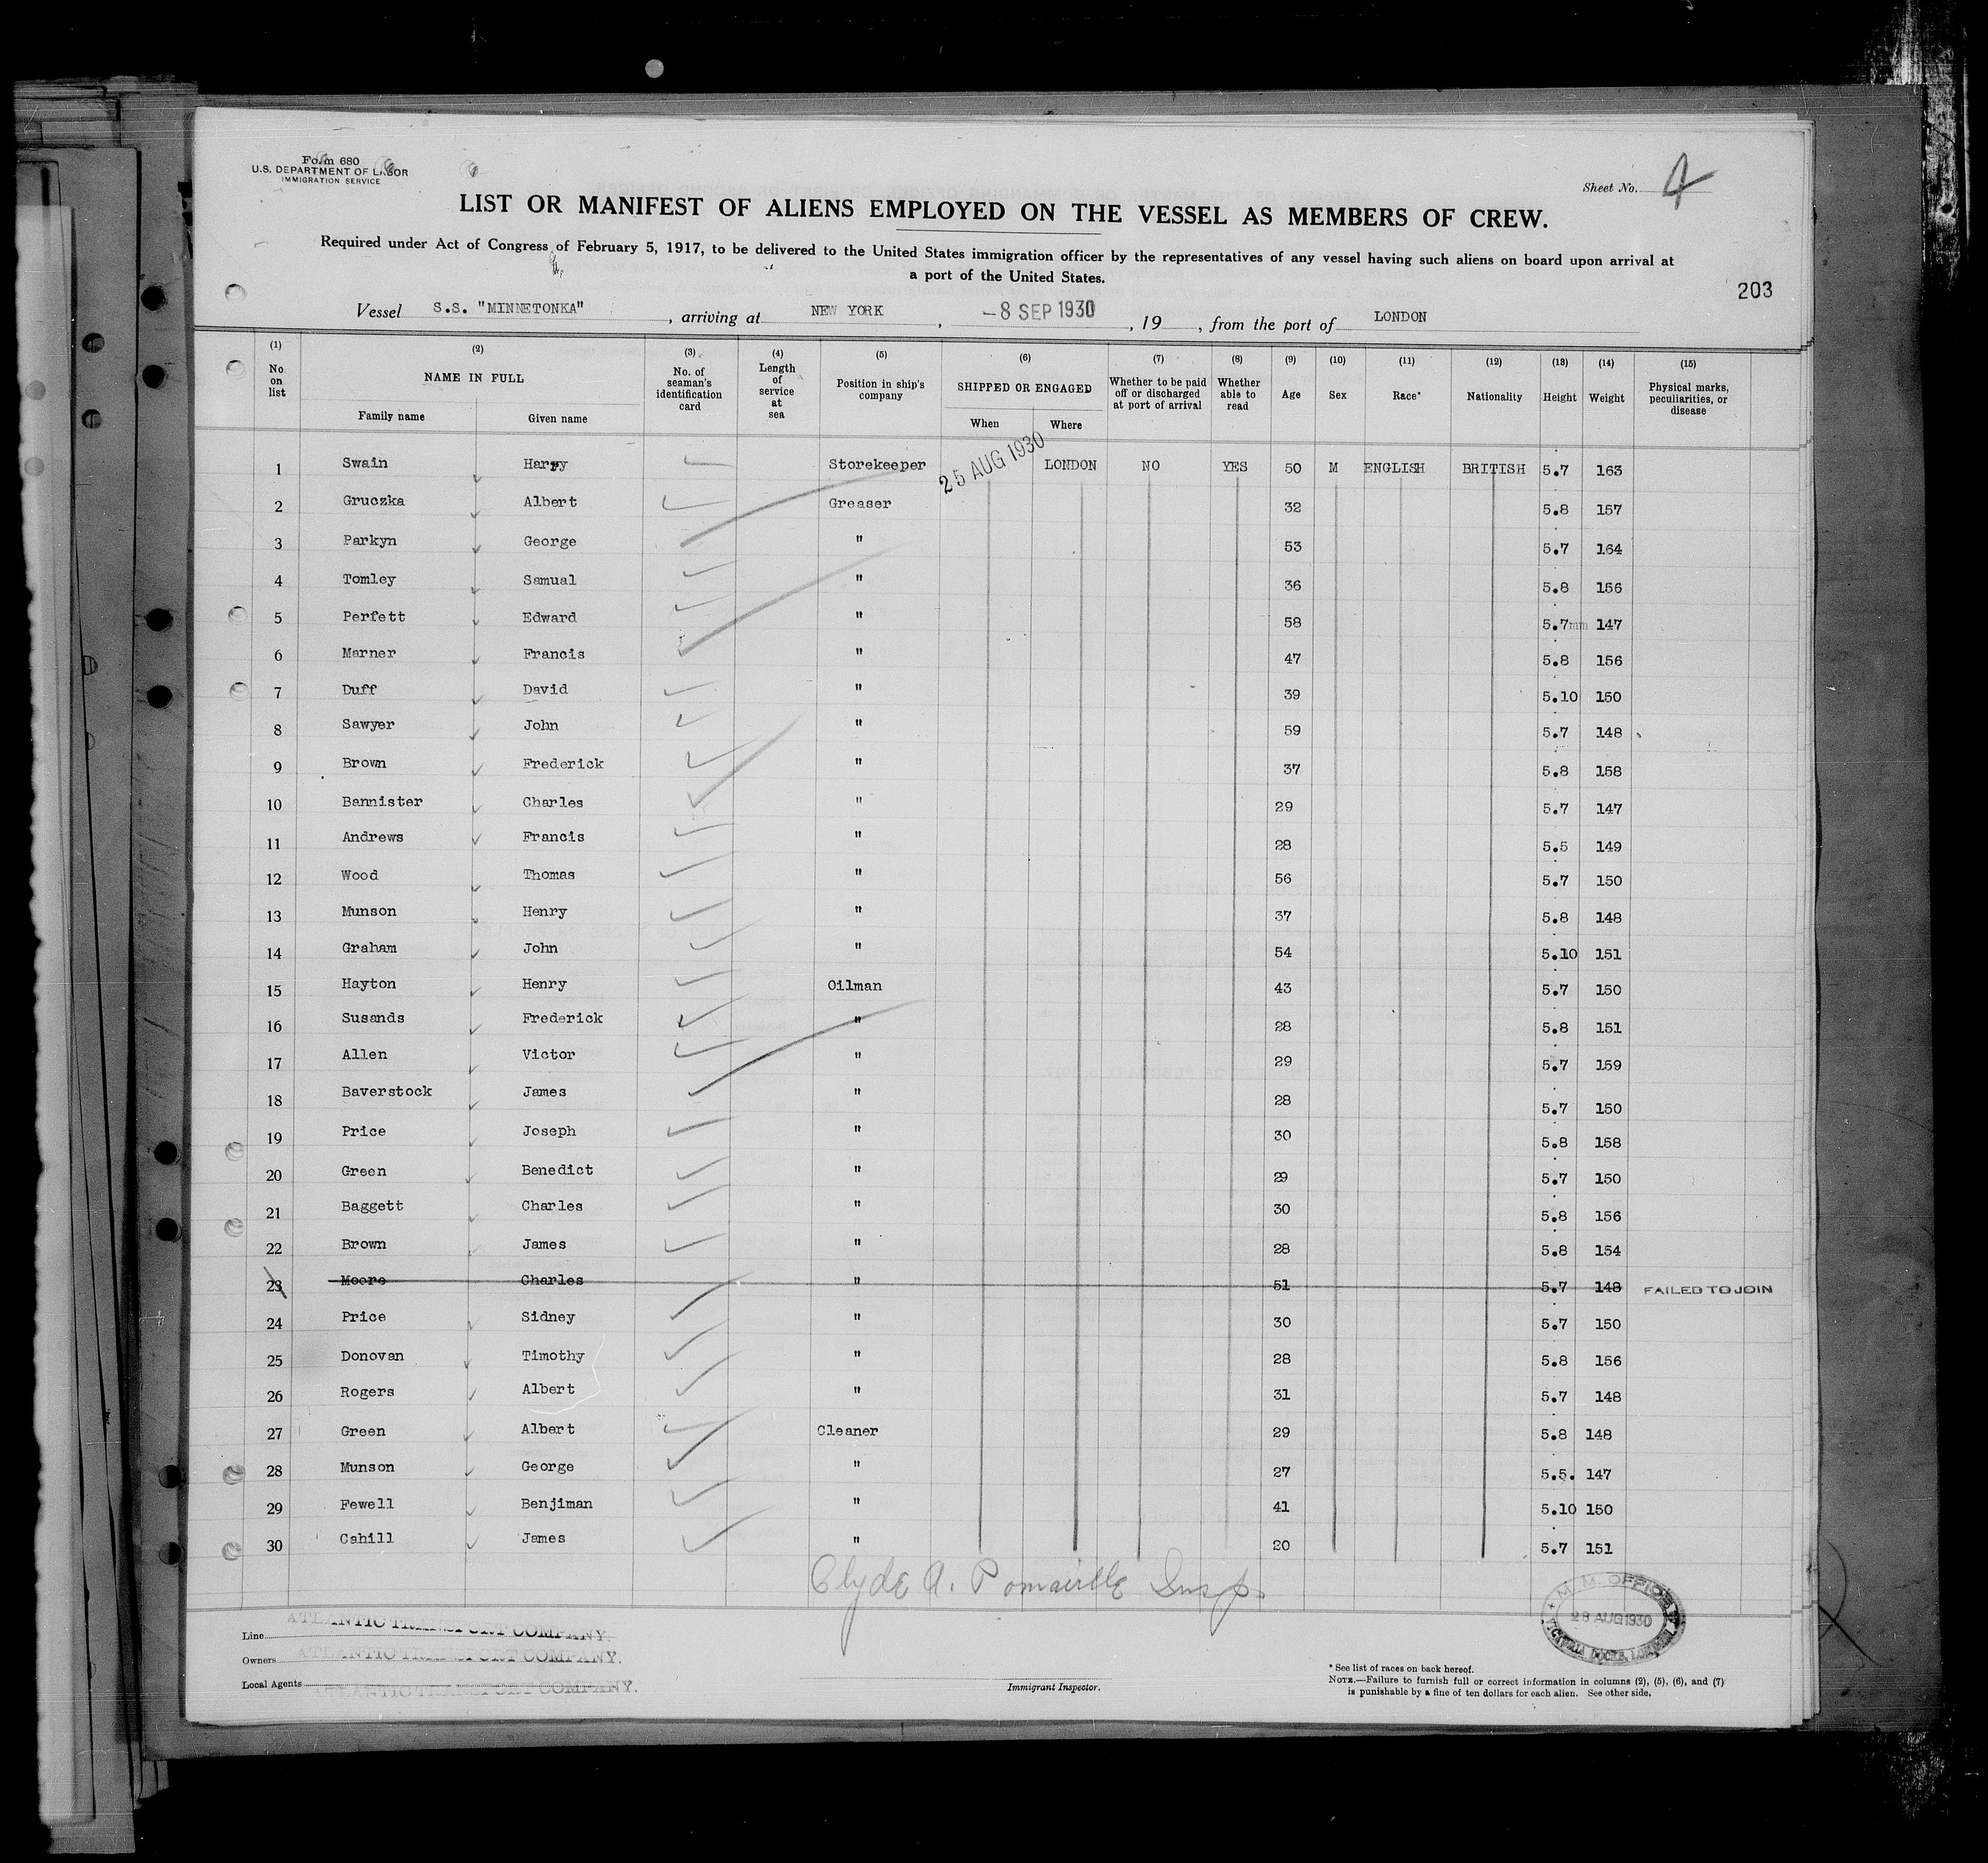 Form 680
U.S. DEPARTMENT OF LABOR
IMMIGRATION SERVICE
Sheet No. 4
LIST OR MANIFEST OF ALIENS EMPLOYED ON THE VESSEL AS MEMBERS OF CREW.
Required under Act of Congress of February 5, 1917, to be delivered to the United States immigration officer by the representatives of any vessel having such aliens on board upon arrival at
a port of the United States.
203
Vessel S.S. "MINNETONKA" , arriving at NEW YORK , -8 SEP 1930 , 19 , from the port of LONDON
(1) (2) (3) (4) (5) (6) (7) (8) (9) (10) (11) (12) (13) (14) (15)
No on list NAME IN FULL Family name Given name No. of seaman's identification card Length of service at sea Position in ship's company SHIPPED OR ENGAGED When Where Whether to be paid off or discharged at port of arrival Whether able to read Age Sex Race* Nationality Height Weight Physical marks, peculiarities, or disease
1 Swain Harry Storekeeper 25 AUG 1930 LONDON NO YES 50 M ENGLISH BRITISH 5.7 163
2 Gruczka Albert Greaser 32 5.8 157
3 Parkyn George " 53 5.7 164
4 Tomley Samual " 36 5.8 156
5 Perfett Edward " 58 5.7mm 147
6 Marner Francis " 47 5.8 156
7 Duff David " 39 5.10 150
8 Sawyer John " 59 5.7 148
9 Brown Frederick " 37 5.8 158
10 Bannister Charles " 29 5.7 147
11 Andrews Francis " 28 5.5 149
12 Wood Thomas " 56 5.7 150
13 Munson Henry " 37 5.8 148
14 Graham John " 54 5.10 151
15 Hayton Henry Oilman 43 5.7 150
16 Susands Frederick " 28 5.8 151
17 Allen Victor " 29 5.7 159
18 Baverstock James " 28 5.7 150
19 Price Joseph " 30 5.8 158
20 Green Benedict " 29 5.7 150
21 Baggett Charles " 30 5.8 156
22 Brown James " 28 5.8 154
23 Moore Charles " 51 5.7 148 FAILED TO JOIN
24 Price Sidney " 30 5.7 150
25 Donovan Timothy " 28 5.8 156
26 Rogers Albert " 31 5.7 148
27 Green Albert Cleaner 29 5.8 148
28 Munson George " 27 5.5. 147
29 Fewell Benjiman " 41 5.10 150
30 Cahill James " 20 5.7 151
Clyde A. Insp.
M. M. OFFICE
28 AUG 1930
VICTORIA DOCKS, LONDON
Line ATLANTIC TRANSPORT COMPANY.
Owners ATLANTIC TRANSPORT COMPANY.
Local Agents ATLANTIC TRANSPORT COMPANY.
Immigrant Inspector.
* See list of races on back hereof.
NOTE.—Failure to furnish full or correct information in columns (2), (5), (6), and (7)
is punishable by a fine of ten dollars for each alien. See other side,